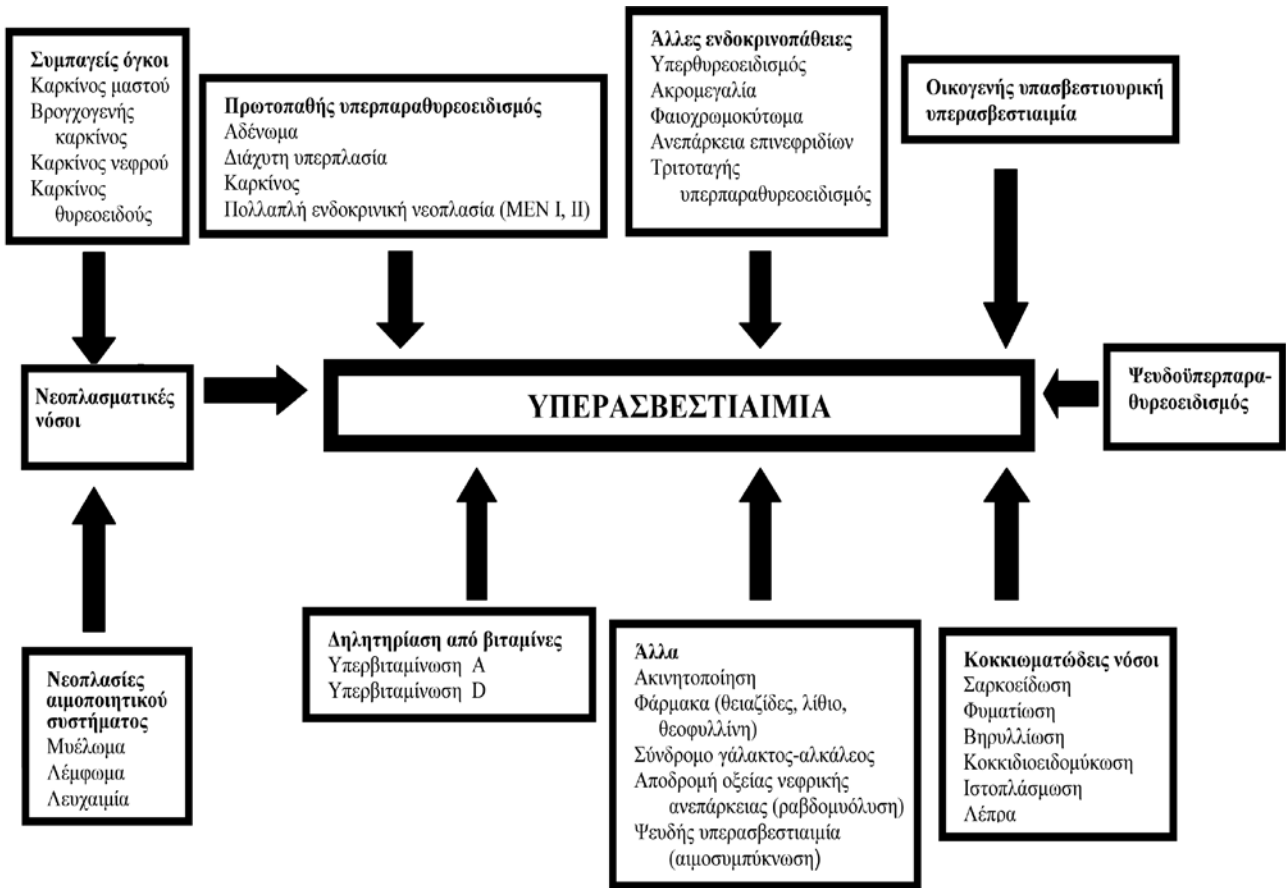 Συμπαγείς όγκοι
Καρκίνος μαστού
Βρογχογενής
καρκίνος
Καρκίνος νεφρού
Καρκίνος
θυρεοειδούς
Πρωτοπαθής υπερπαραθυρεοειδισμός
Αδένωμα
Διάχυτη υπερπλασία
Καρκίνος
Πολλαπλή ενδοκρινική νεοπλασία (ΜΕΝ Ι, ΙΙ)
Άλλες ενδοκρινοπάθειες
Υπερθυρεοειδισμός
Ακρομεγαλία
Φαιοχρωμοκύτωμα
Ανεπάρκεια επινεφριδίων
Τριτοταγής
υπερπαραθυρεοειδισμός
Οικογενής υπασβεστιουρική
υπερασβεστιαιμία
Νεοπλασματικές
νόσοι
ΥΠΕΡΑΣΒΕΣΤΙΑΙΜΙΑ
Ψευδοϋπερπαρα-
θυρεοειδισμός
Νεοπλασίες
αιμοποιητικού
συστήματος
Μυέλωμα
Λέμφωμα
Λευχαιμία
Δηλητηρίαση από βιταμίνες
Υπερβιταμίνωση Α
Υπερβιταμίνωση D
Άλλα
Ακινητοποίηση
Φάρμακα (θειαζίδες, λίθιο,
θεοφυλλίνη)
Σύνδρομο γάλακτος-αλκάλεος
Αποδρομή οξείας νεφρικής
ανεπάρκειας (ραβδομυόλυση)
Ψευδής υπερασβεστιαιμία
(αιμοσυμπύκνωση)
Κοκκιωματώδεις νόσοι
Σαρκοείδωση
Φυματίωση
Βηρυλλίωση
Κοκκιδιοειδομύκωση
Ιστοπλάσμωση
Λέπρα